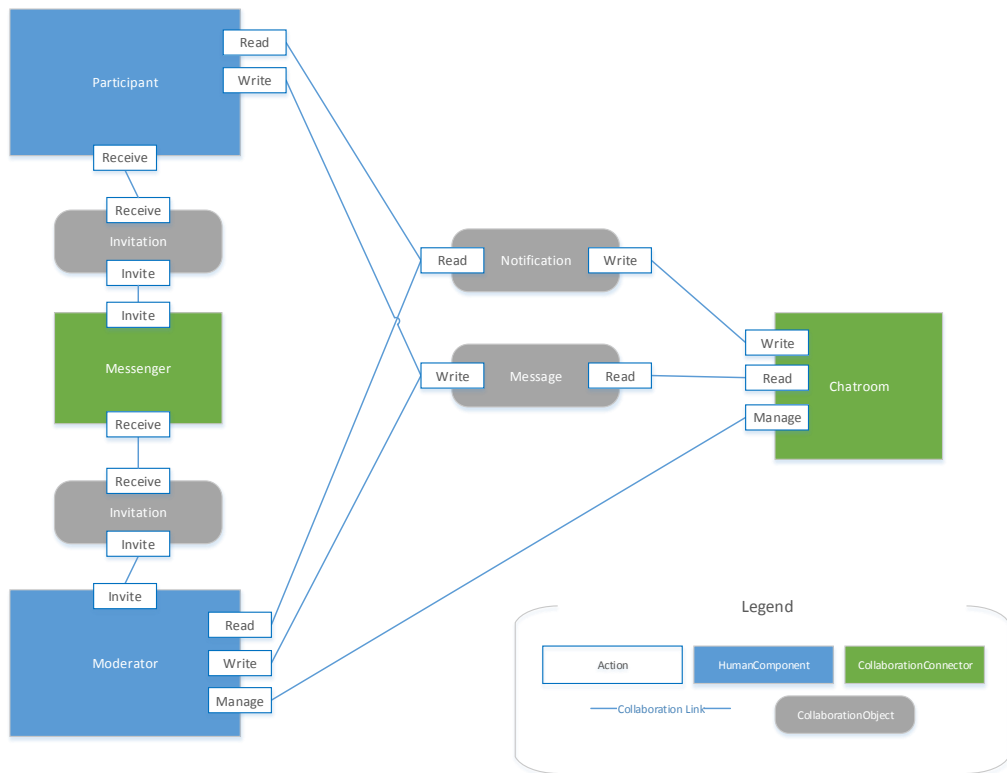 Read
Participant
Write
Receive
Receive
Invitation
Invite
Invite
Messenger
Receive
Receive
Invitation
Invite
Invite
Read
Moderator
Write
Manage
Read
Notification
Write
Write
Message
Read
Write
Read
Chatroom
Manage
Legend
Action
HumanComponent
CollaborationConnector
Collaboration Link
CollaborationObject